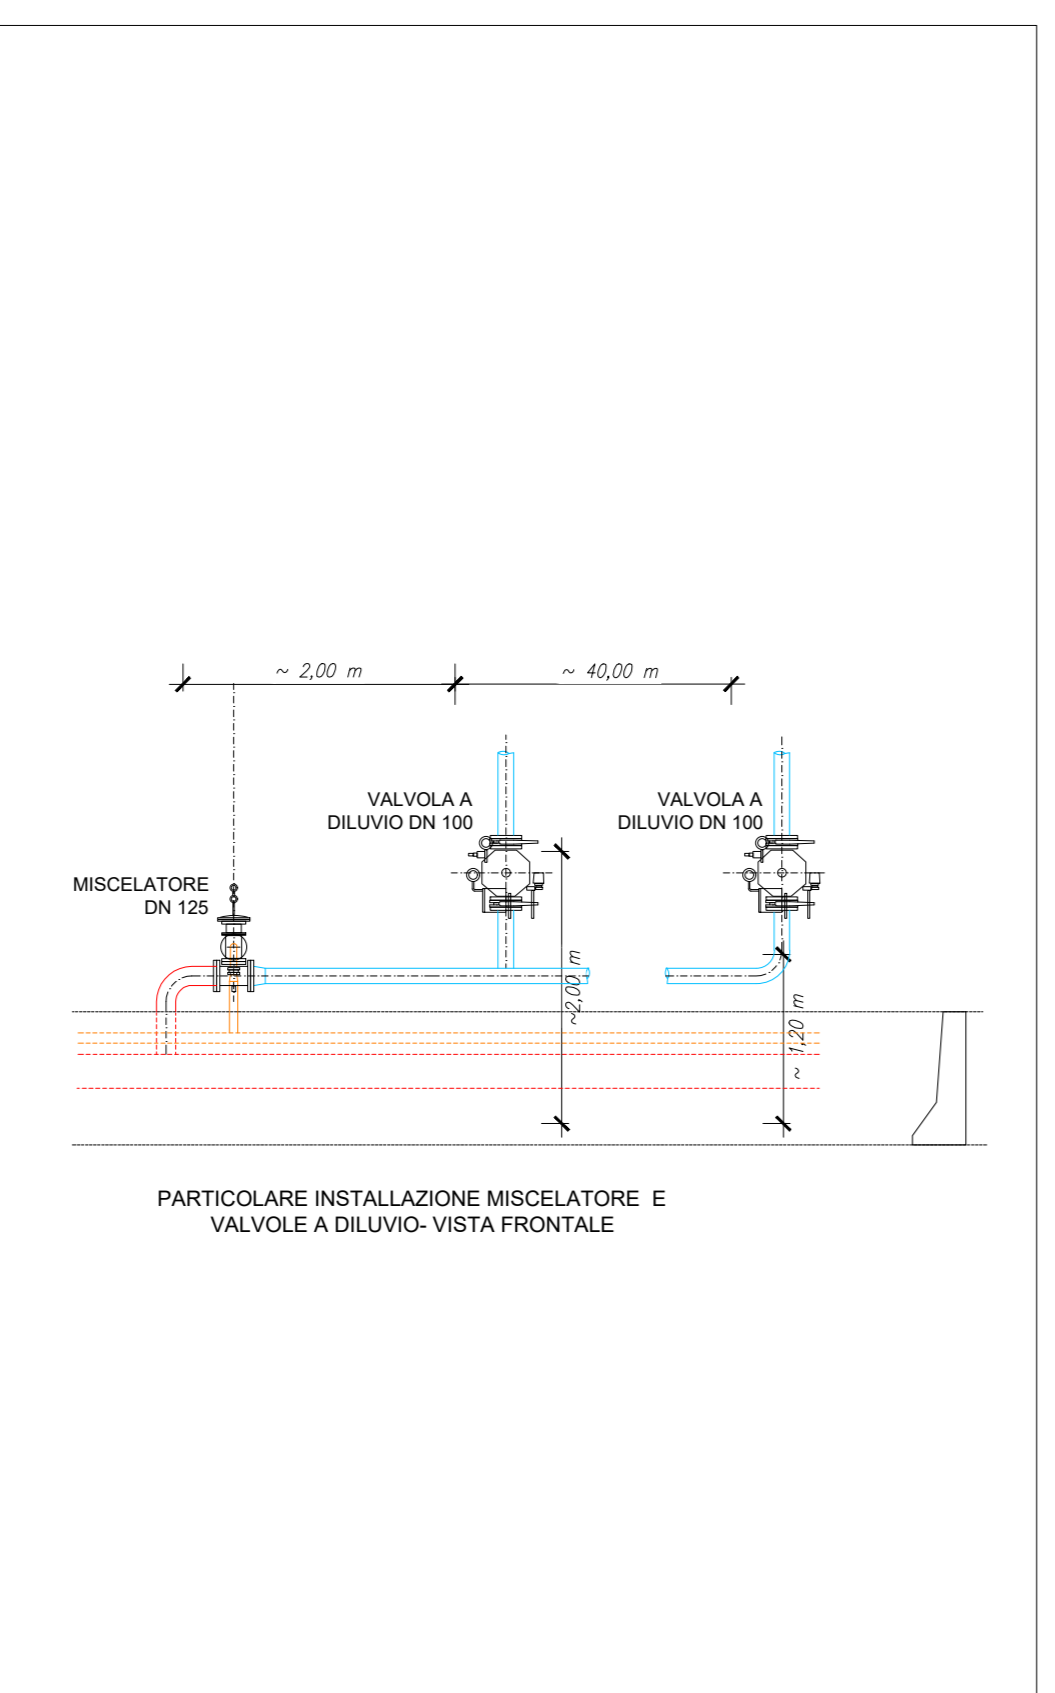 ~ 2,00 m
~ 40,00 m
VALVOLA A
DILUVIO DN 100
VALVOLA A
DILUVIO DN 100
MISCELATORE
DN 125
~2,00 m
~ 1,20 m
PARTICOLARE INSTALLAZIONE MISCELATORE E
VALVOLE A DILUVIO- VISTA FRONTALE